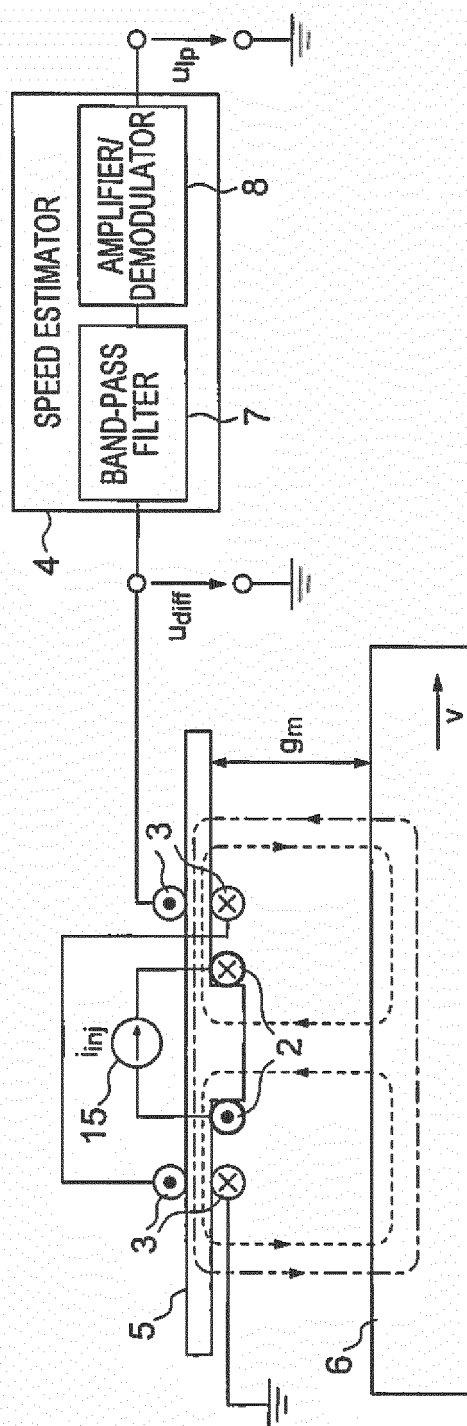 4
SPEED ESTIMATOR
BAND-PASS
FILTER
7
AMPLIFIER/
DEMODULATOR
8
u_diff
u_lp
15
i_inj
3
3
2
5
g_m
6
v